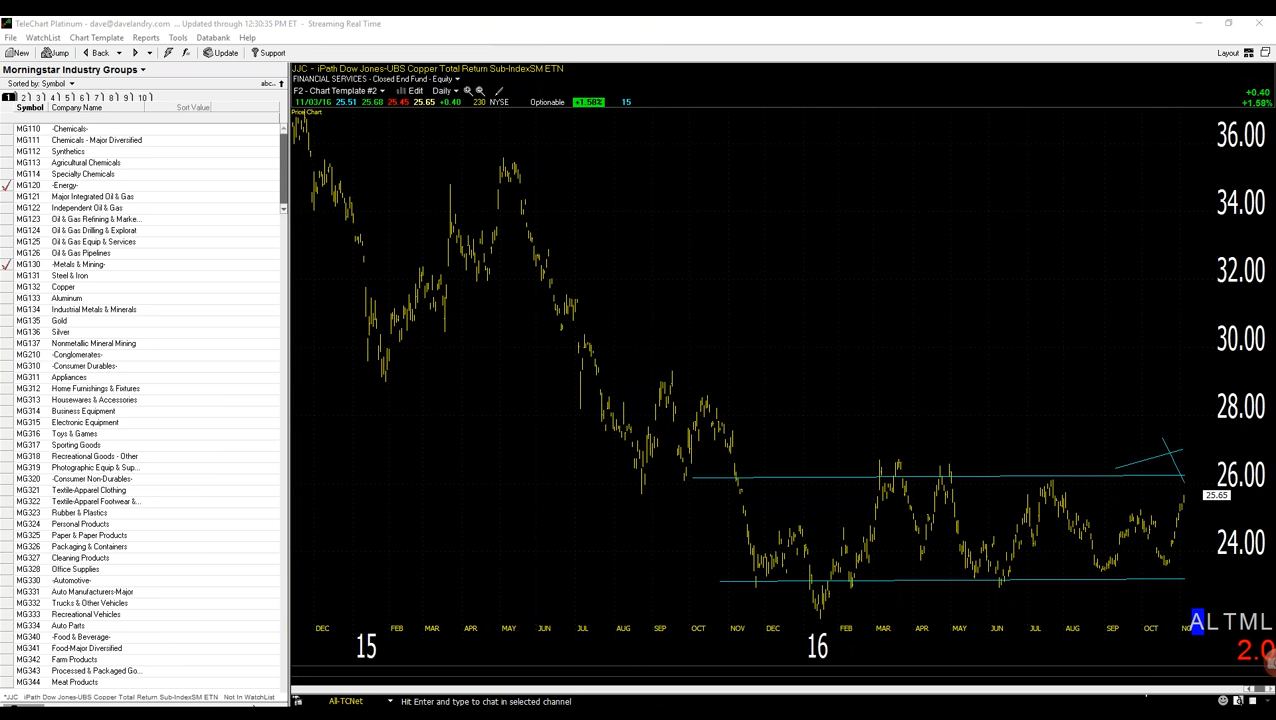 TeleChart Platinum - dave@davelandry.com ... Updated through 12:30:35 PM ET - Streaming Real Time
File WatchList Chart Template Reports Tools Databank Help
New Jump Back Update Support Layout
Morningstar Industry Groups
Sorted by: Symbol abc..
1 2 3 4 5 6 7 8 9 10
Symbol Company Name Sort Value
MG110 -Chemicals-
MG111 Chemicals - Major Diversified
MG112 Synthetics
MG113 Agricultural Chemicals
MG114 Specialty Chemicals
MG120 -Energy-
MG121 Major Integrated Oil & Gas
MG122 Independent Oil & Gas
MG123 Oil & Gas Refining & Marke...
MG124 Oil & Gas Drilling & Explorat
MG125 Oil & Gas Equip & Services
MG126 Oil & Gas Pipelines
MG130 -Metals & Mining-
MG131 Steel & Iron
MG132 Copper
MG133 Aluminum
MG134 Industrial Metals & Minerals
MG135 Gold
MG136 Silver
MG137 Nonmetallic Mineral Mining
MG210 -Conglomerates-
MG310 -Consumer Durables-
MG311 Appliances
MG312 Home Furnishings & Fixtures
MG313 Housewares & Accessories
MG314 Business Equipment
MG315 Electronic Equipment
MG316 Toys & Games
MG317 Sporting Goods
MG318 Recreational Goods - Other
MG319 Photographic Equip & Sup...
MG320 -Consumer Non-Durables-
MG321 Textile-Apparel Clothing
MG322 Textile-Apparel Footwear &...
MG323 Rubber & Plastics
MG324 Personal Products
MG325 Paper & Paper Products
MG326 Packaging & Containers
MG327 Cleaning Products
MG328 Office Supplies
MG330 -Automotive-
MG331 Auto Manufacturers-Major
MG332 Trucks & Other Vehicles
MG333 Recreational Vehicles
MG334 Auto Parts
MG340 -Food & Beverage-
MG341 Food-Major Diversified
MG342 Farm Products
MG343 Processed & Packaged Go...
MG344 Meat Products
*JJC iPath Dow Jones-UBS Copper Total Return Sub-IndexSM ETN Not In WatchList
JJC - iPath Dow Jones-UBS Copper Total Return Sub-IndexSM ETN
FINANCIAL SERVICES - Closed End Fund - Equity
F2 - Chart Template #2 Edit Daily
11/03/16 25.51 25.68 25.45 25.65 +0.40 230 NYSE Optionable +1.58% 15
+0.40
+1.58%
Price Chart
36.00
34.00
32.00
30.00
28.00
26.00
25.65
24.00
DEC FEB MAR APR MAY JUN JUL AUG SEP OCT NOV DEC FEB MAR APR MAY JUN JUL AUG SEP OCT
15 16
ALTML
2.0
All-TCNet Hit Enter and type to chat in selected channel